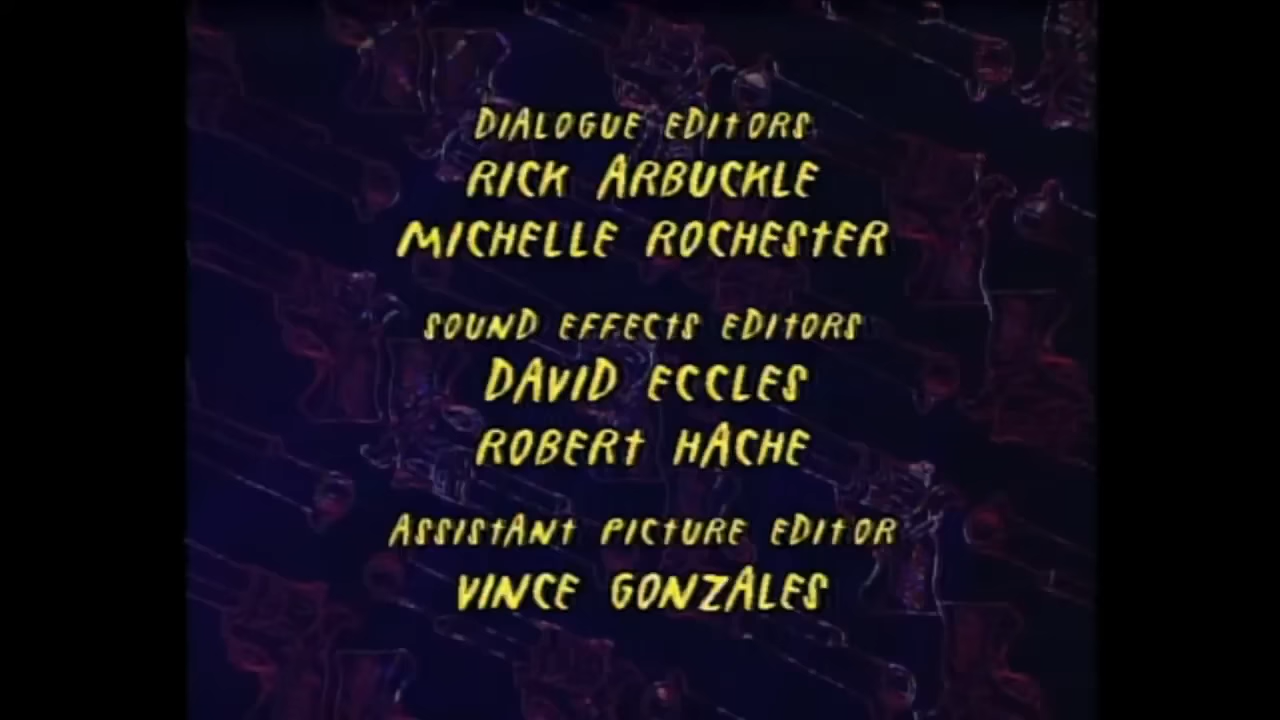 DIALOGUE EDITORS
RICK ARBUCKLE
MICHELLE ROCHESTER
SOUND EFFECTS EDITORS
DAVID ECCLES
ROBERT HACHE
ASSISTANT PICTURE EDITOR
VINCE GONZALES